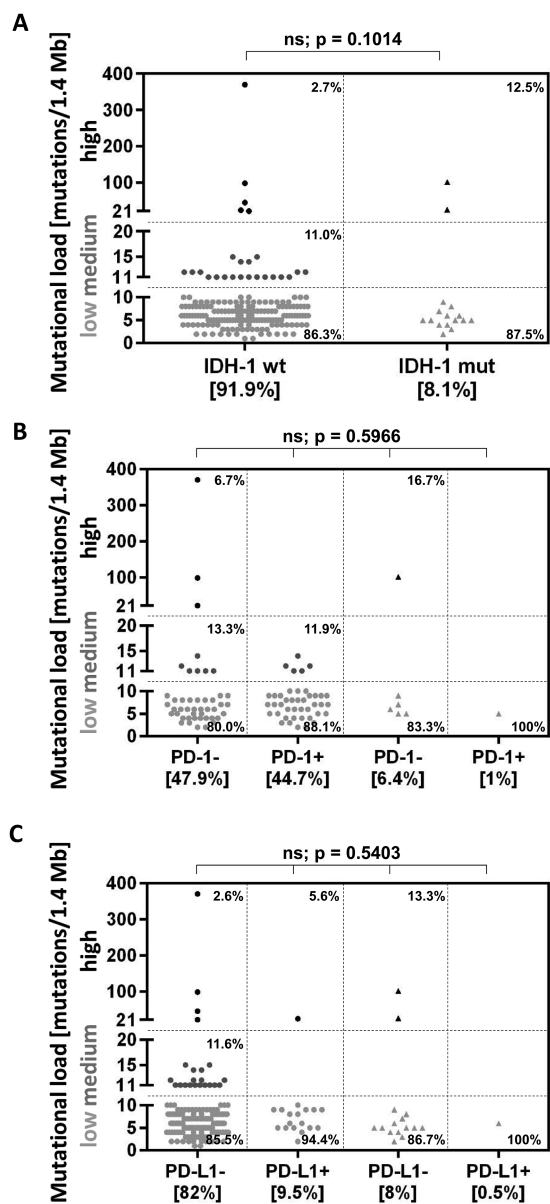 A
ns; p = 0.1014
Mutational load [mutations/1.4 Mb]
low medium high
400
300
200
100
21
20
15
11
10
5
0
2.7%
12.5%
11.0%
86.3%
87.5%
IDH-1 wt
IDH-1 mut
[91.9%]
[8.1%]
B
ns; p = 0.5966
Mutational load [mutations/1.4 Mb]
low medium high
400
300
200
100
21
20
15
11
10
5
0
6.7%
16.7%
13.3%
11.9%
80.0%
88.1%
83.3%
100%
PD-1-
PD-1+
PD-1-
PD-1+
[47.9%]
[44.7%]
[6.4%]
[1%]
C
ns; p = 0.5403
Mutational load [mutations/1.4 Mb]
low medium high
400
300
200
100
21
20
15
11
10
5
0
2.6%
5.6%
13.3%
11.6%
85.5%
94.4%
86.7%
100%
PD-L1-
PD-L1+
PD-L1-
PD-L1+
[82%]
[9.5%]
[8%]
[0.5%]